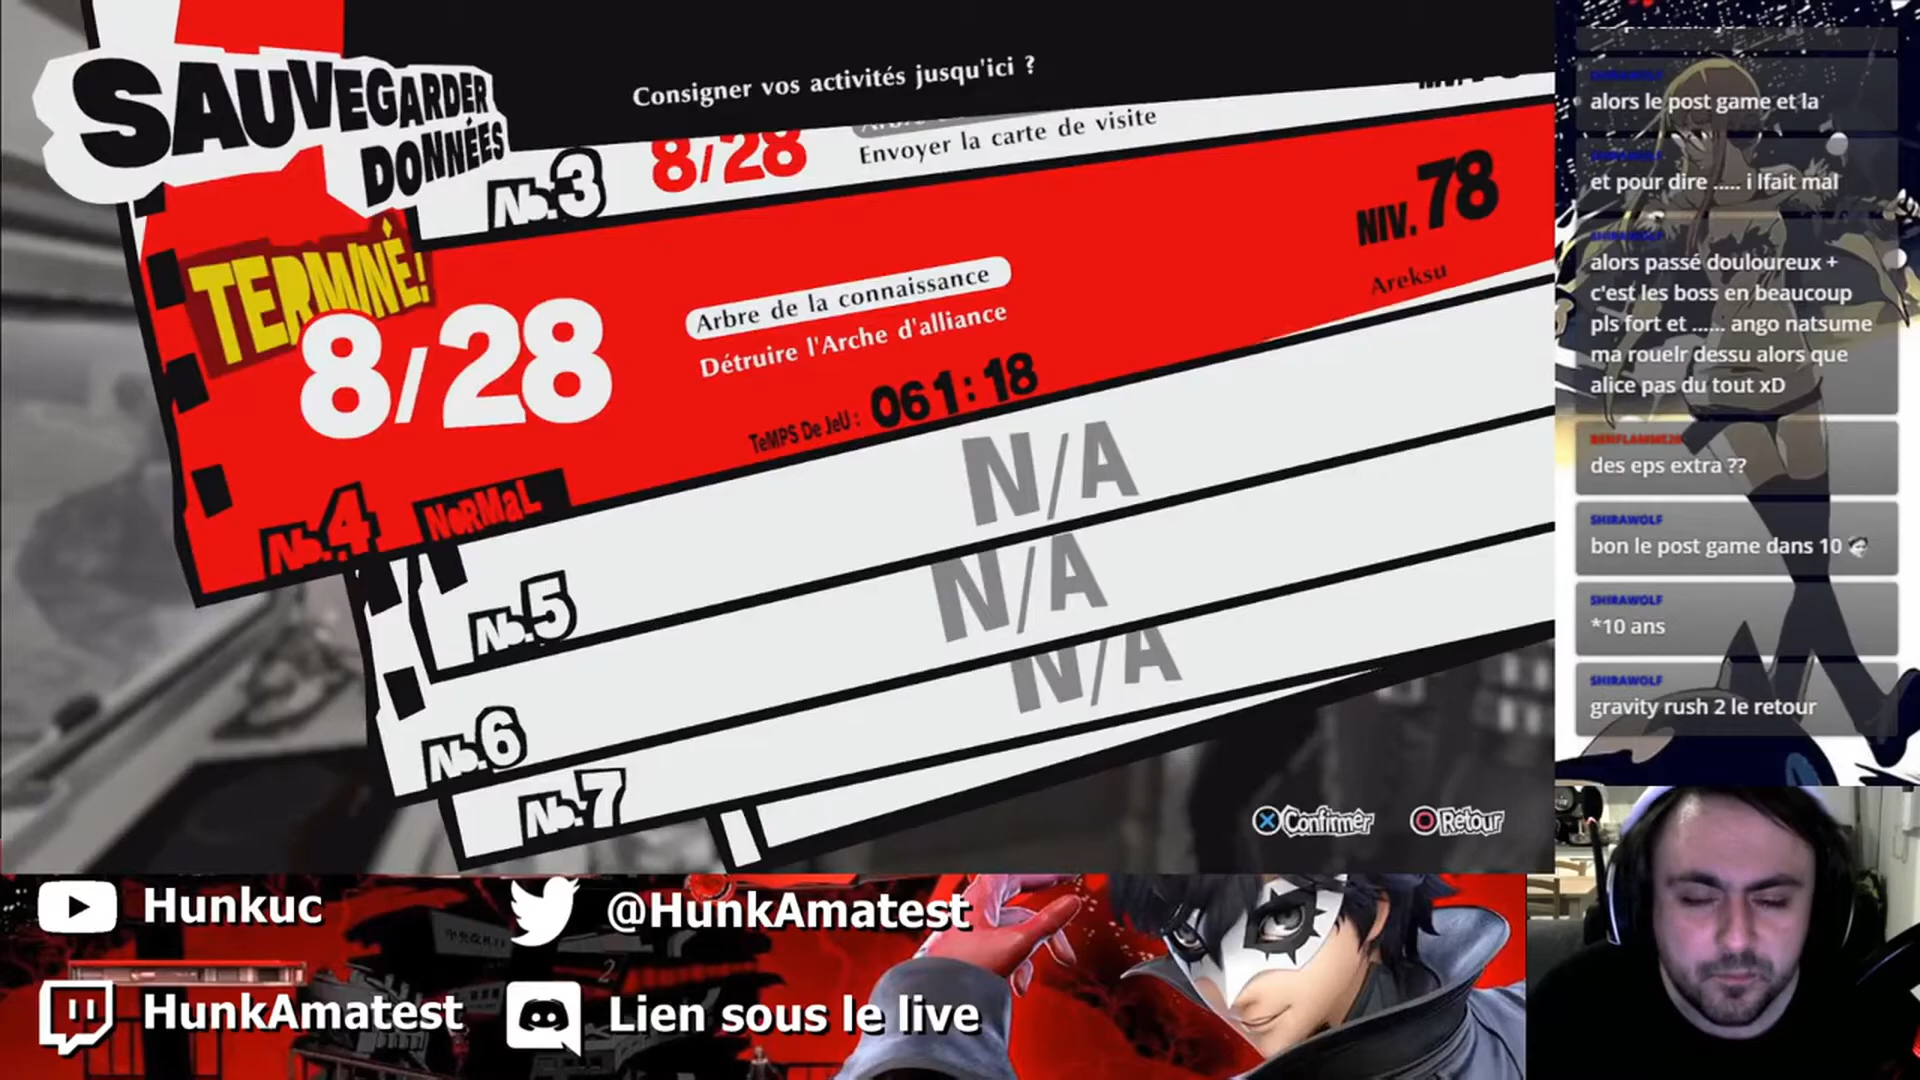 SAUVEGARDER
DONNÉES
Consigner vos activités jusqu'ici ?
No.3
8/28
Envoyer la carte de visite
TERMINÉ!
8/28
Arbre de la connaissance
Détruire l'Arche d'alliance
NIV. 78
Areksu
TeMPS De JeU : 061:18
No.4
NoRMaL
N/A
No.5
N/A
No.6
N/A
No.7
Confirmer
Retour
alors le post game et la
et pour dire ..... i lfait mal
alors passé douloureux +
c'est les boss en beaucoup
pls fort et ...... ango natsume
ma rouelr dessu alors que
alice pas du tout xD
des eps extra ??
SHIRAWOLF
bon le post game dans 10
SHIRAWOLF
*10 ans
SHIRAWOLF
gravity rush 2 le retour
Hunkuc
@HunkAmatest
HunkAmatest
Lien sous le live